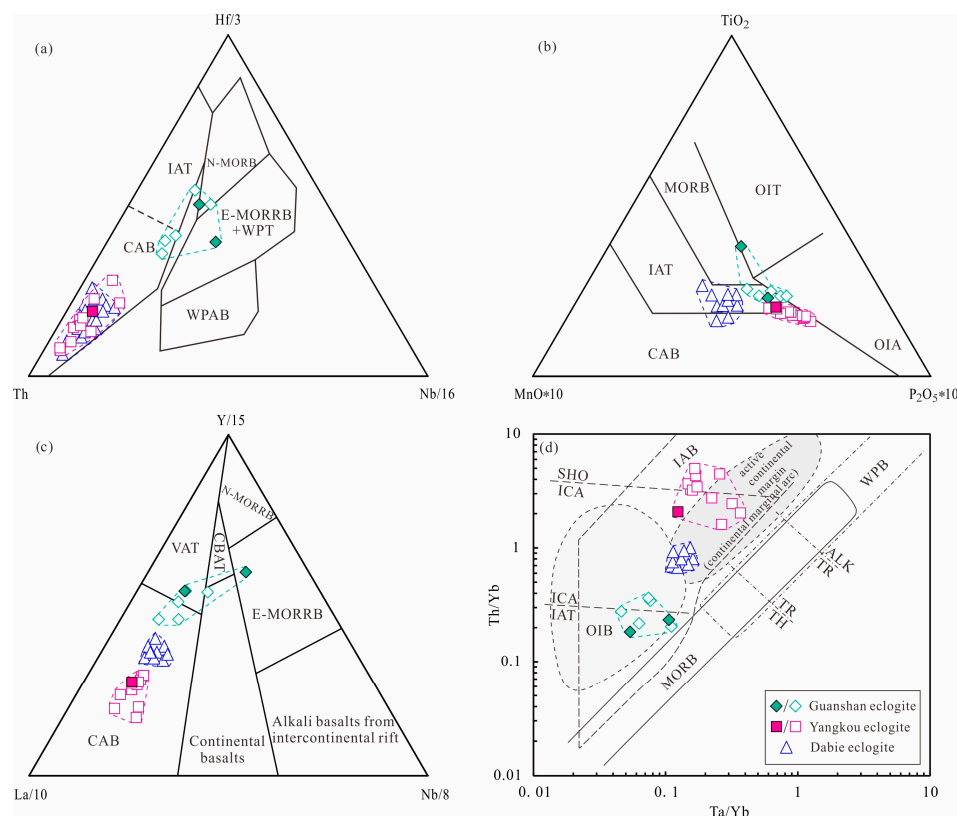 Hf/3
(a)
IAT
N-MORB
E-MORRB
+WPT
CAB
WPAB
Th
Nb/16
TiO2
(b)
MORB
OIT
IAT
CAB
OIA
MnO*10
P2O5*10
Y/15
(c)
N-MORRB
VAT
CBAT
E-MORRB
CAB
Continental
basalts
Alkali basalts from
intercontinental rift
La/10
Nb/8
(d)
10
1
0.1
0.01
Th/Yb
SHO
ICA
IAB
active
continental
margin
(continental marginal arc)
WPB
ICA
IAT
OIB
MORB
ALK
TR
TR
TH
Guanshan eclogite
Yangkou eclogite
Dabie eclogite
0. 01
0. 1
1
10
Ta/Yb